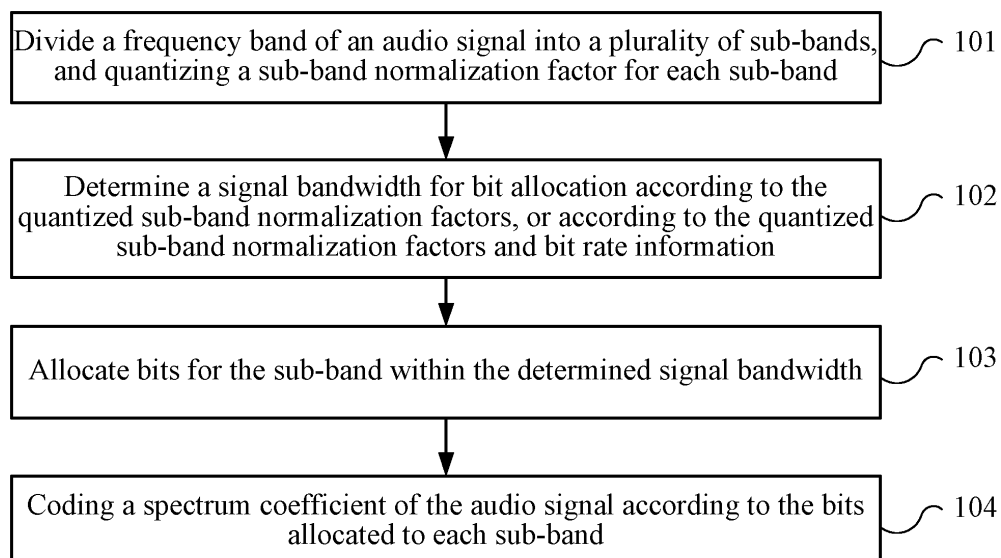 Divide a frequency band of an audio signal into a plurality of sub-bands,
and quantizing a sub-band normalization factor for each sub-band
101
Determine a signal bandwidth for bit allocation according to the
quantized sub-band normalization factors, or according to the quantized
sub-band normalization factors and bit rate information
102
Allocate bits for the sub-band within the determined signal bandwidth
103
Coding a spectrum coefficient of the audio signal according to the bits
allocated to each sub-band
104